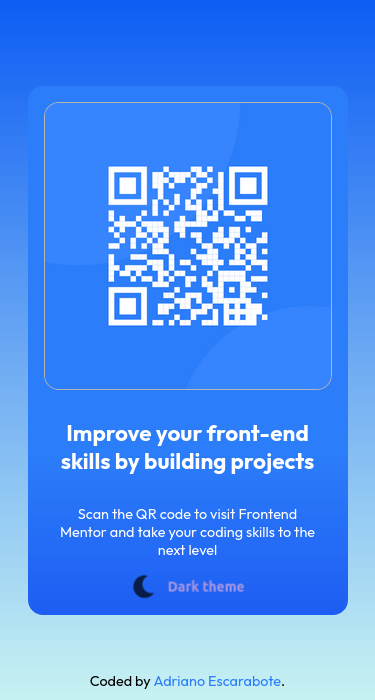 Improve your front-end
skills by building projects
Scan the QR code to visit Frontend
Mentor and take your coding skills to the
next level
Dark theme
Coded by Adriano Escarabote.